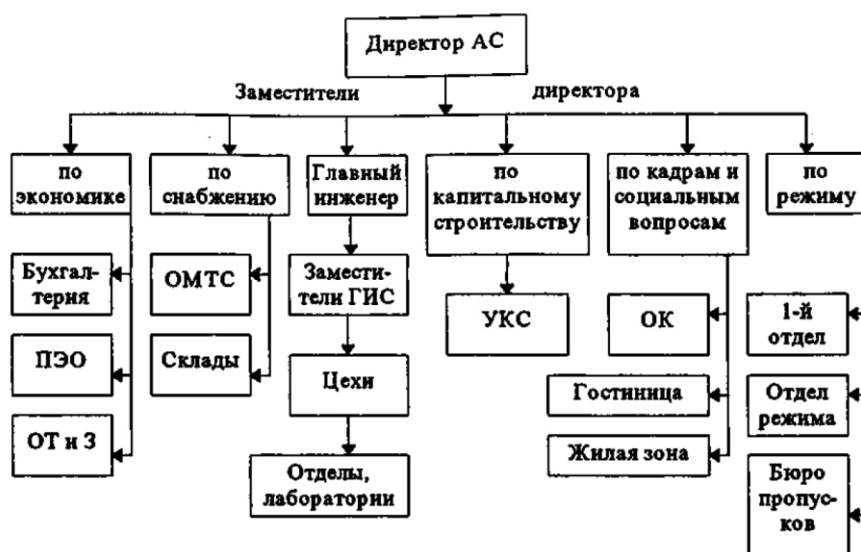 Директор АС
Заместители директора
по
экономике
по
снабжению
Главный
инженер
по
капитальному
строительству
по кадрам и
социальным
вопросам
по
режиму
Бухгал-
терия
ПЭО
ОТ и З
ОМТС
Склады
Замести-
тели ГИС
Цехи
Отделы,
лаборатории
УКС
ОК
Гостиница
Жилая зона
1-й
отдел
Отдел
режима
Бюро
пропус-
ков